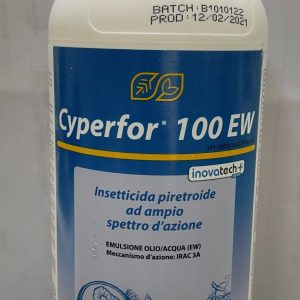 BATCH: B1010122
PROD: 12/02/2021
Cyperfor® 100 EW
inovatech+
Insetticida piretroide
ad ampio
spettro d'azione
EMULSIONE OLIO/ACQUA (EW)
Meccanismo d'azione: IRAC 3A